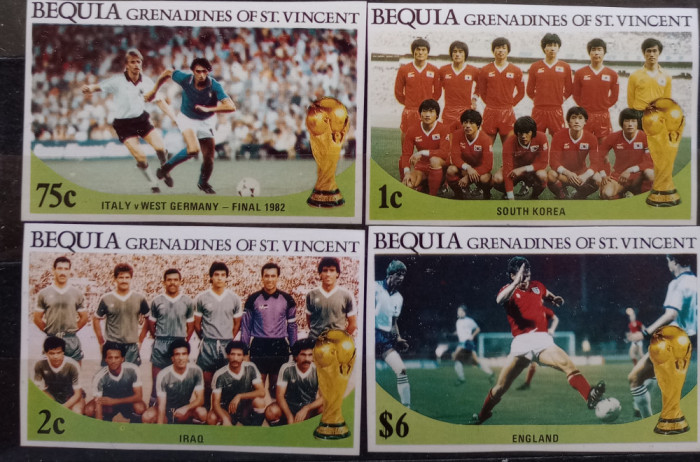 BEQUIA GRENADINES OF ST. VINCENT
75c
ITALY v WEST GERMANY – FINAL 1982
BEQUIA GRENADINES OF ST. VINCENT
1c
SOUTH KOREA
BEQUIA GRENADINES OF ST. VINCENT
2c
IRAQ
BEQUIA GRENADINES OF ST. VINCENT
$6
ENGLAND